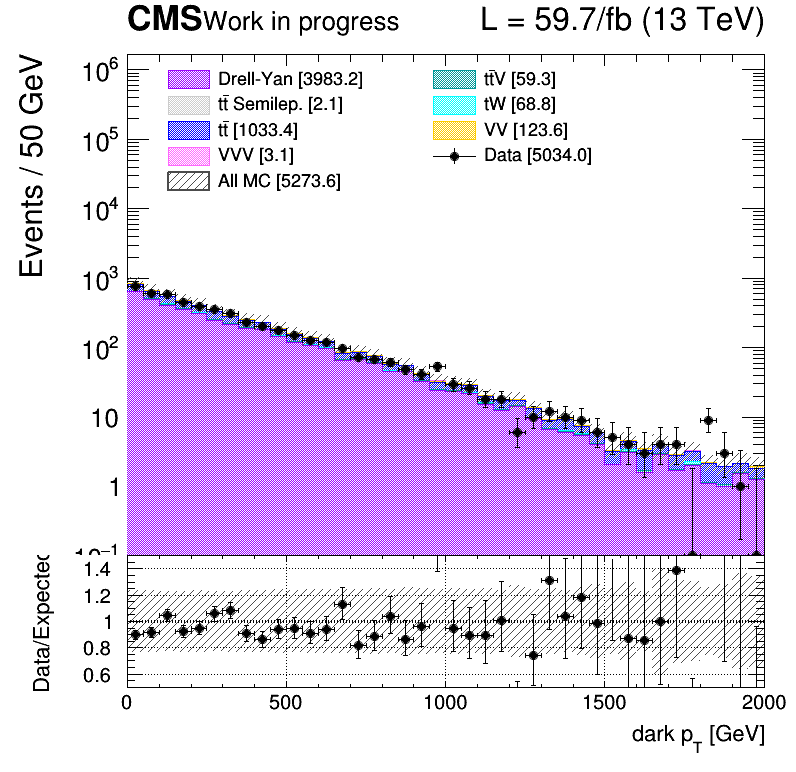 CMS Work in progress L = 59.7/fb (13 TeV)
Events / 50 GeV
Drell-Yan [3983.2]
tt̄ Semilep. [2.1]
tt̄ [1033.4]
VVV [3.1]
All MC [5273.6]
tt̄V [59.3]
tW [68.8]
VV [123.6]
Data [5034.0]
10⁶
10⁵
10⁴
10³
10²
10
1
10⁻¹
Data/Expected
1.4
1.2
1
0.8
0.6
0 500 1000 1500 2000
dark p_T [GeV]